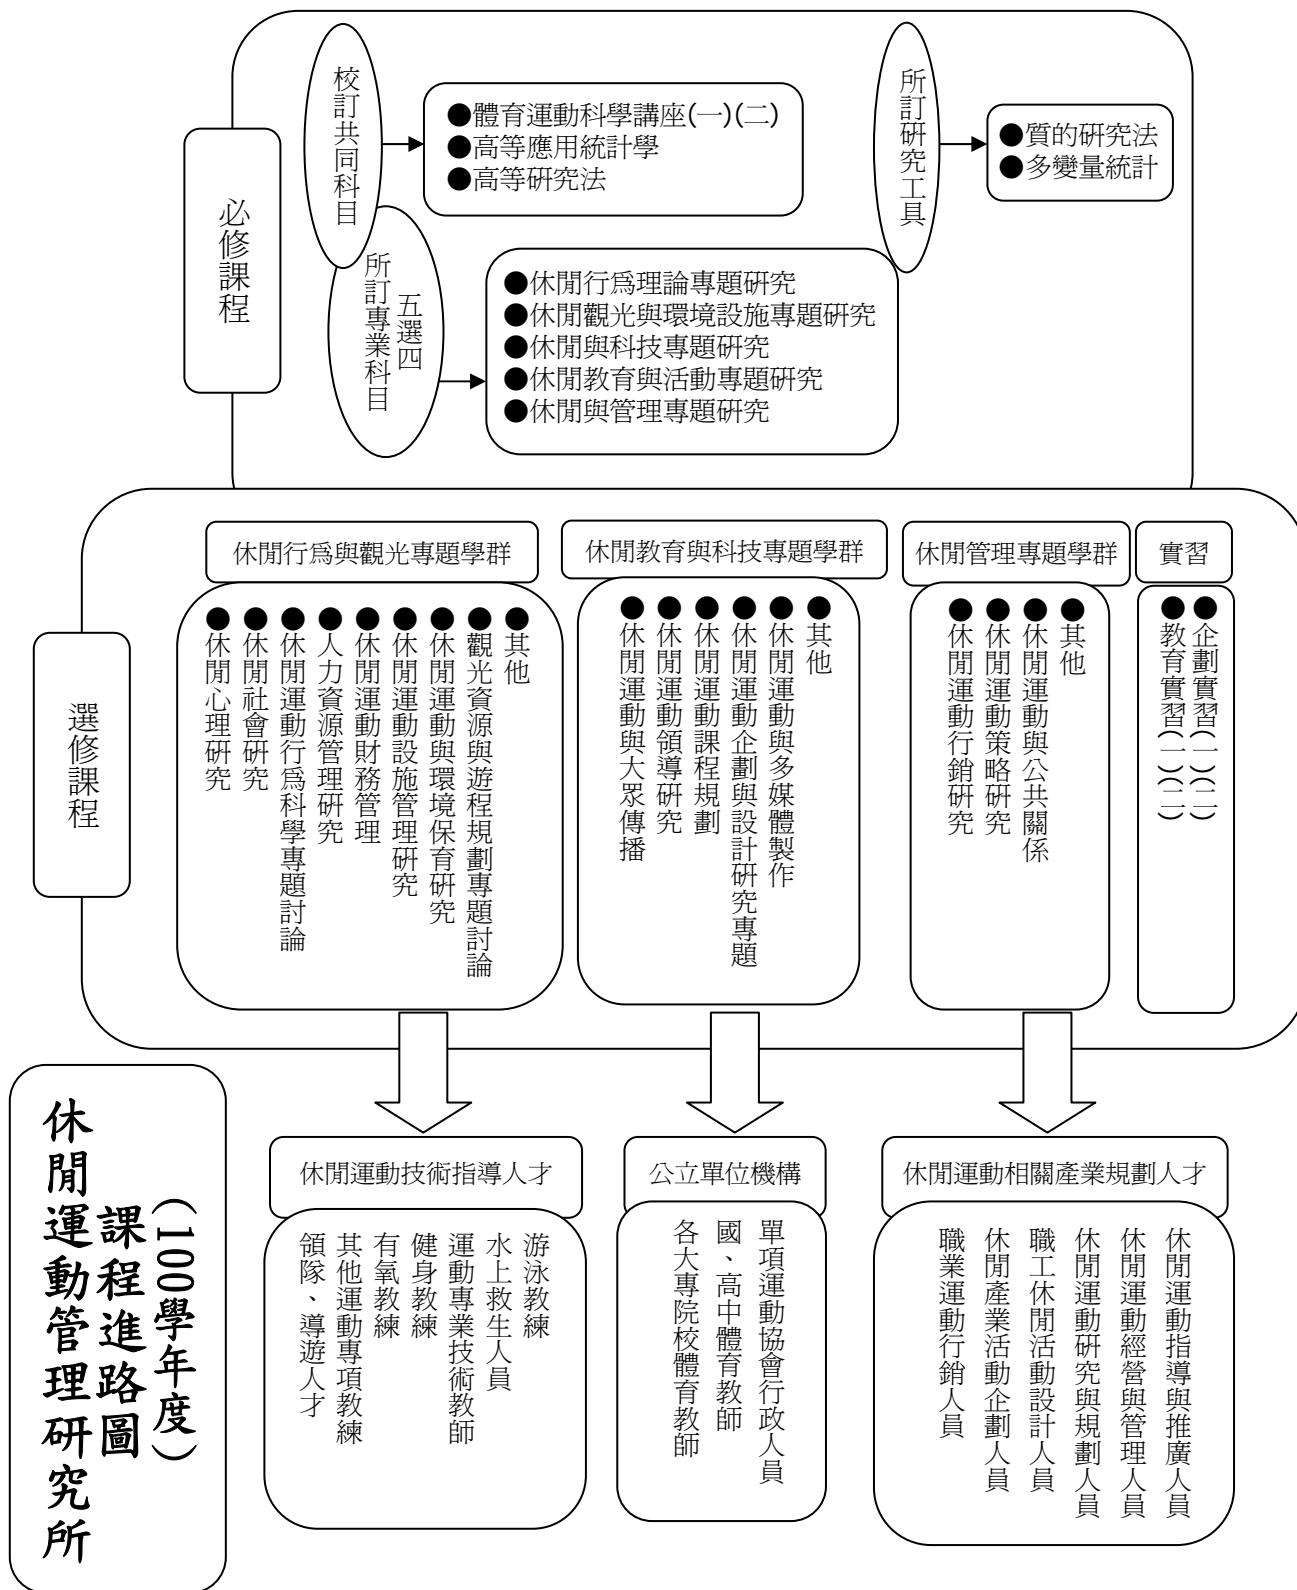 校訂共同科目
●體育運動科學講座(一)(二)
●高等應用統計學
●高等研究法
所訂研究工具
●質的研究法
●多變量統計
必修課程
五選四
所訂專業科目
●休閒行為理論專題研究
●休閒觀光與環境設施專題研究
●休閒與科技專題研究
●休閒教育與活動專題研究
●休閒與管理專題研究
選修課程
休閒行為與觀光專題學群
●休閒心理研究
●休閒社會研究
●休閒運動行為科學專題討論
●人力資源管理研究
●休閒運動財務管理
●休閒運動設施管理研究
●休閒運動與環境保育研究
●觀光資源與遊程規劃專題討論
●其他
休閒教育與科技專題學群
●休閒運動與大眾傳播
●休閒運動領導研究
●休閒運動課程規劃
●休閒運動企劃與設計研究專題
●休閒運動與多媒體製作
●其他
休閒管理專題學群
●休閒運動行銷研究
●休閒運動策略研究
●休閒運動與公共關係
●其他
實習
●教育實習(一)(二)
●企劃實習(一)(二)
休閒運動技術指導人才
領隊、導遊人才
其他運動專項教練
有氧教練
健身教練
運動專業技術教師
水上救生人員
游泳教練
公立單位機構
各大專院校體育教師
國、高中體育教師
單項運動協會行政人員
休閒運動相關產業規劃人才
職業運動行銷人員
休閒產業活動企劃人員
職工休閒活動設計人員
休閒運動研究與規劃人員
休閒運動經營與管理人員
休閒運動指導與推廣人員
休閒運動管理研究所
課程進路圖
(100學年度)